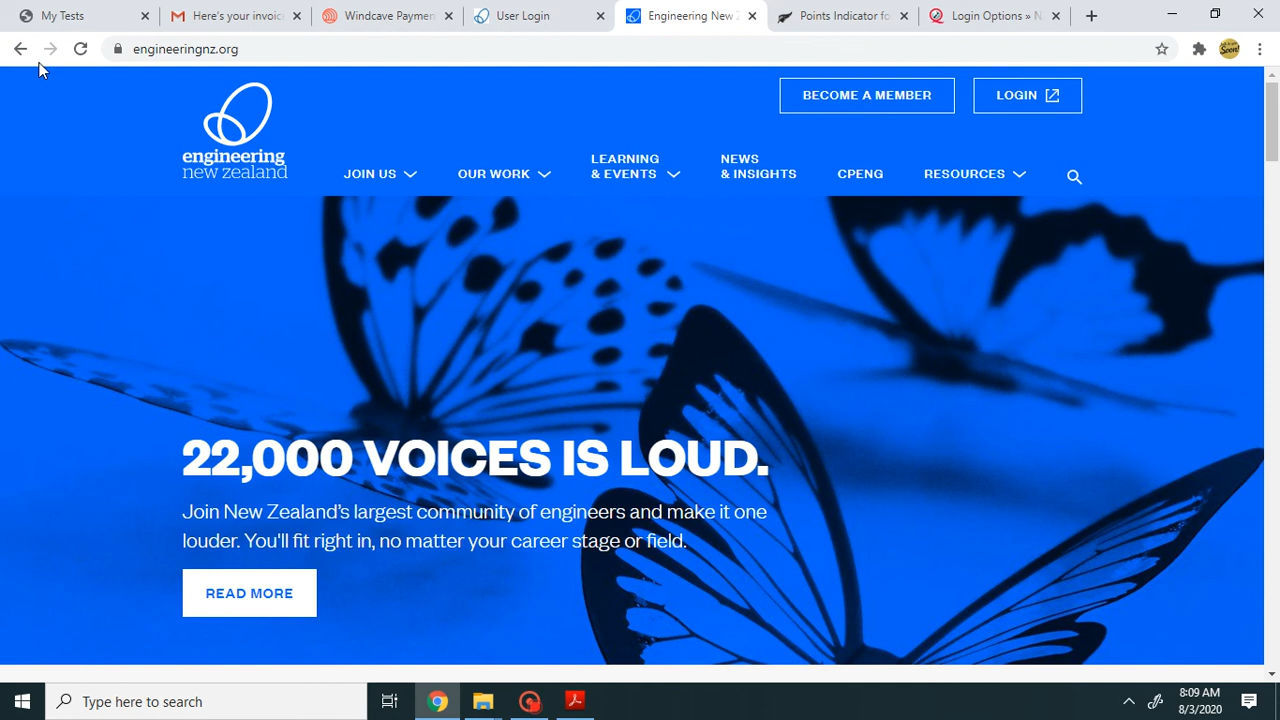 My Tests
Here's your invoic
Windcave Paymen
User Login
Engineering New Z
Points Indicator fo
Login Options » N
engineeringnz.org
Soon!
BECOME A MEMBER
LOGIN
engineering
new zealand
JOIN US
OUR WORK
LEARNING
& EVENTS
NEWS
& INSIGHTS
CPENG
RESOURCES
22,000 VOICES IS LOUD.
Join New Zealand's largest community of engineers and make it one
louder. You'll fit right in, no matter your career stage or field.
READ MORE
Type here to search
8:09 AM
8/3/2020